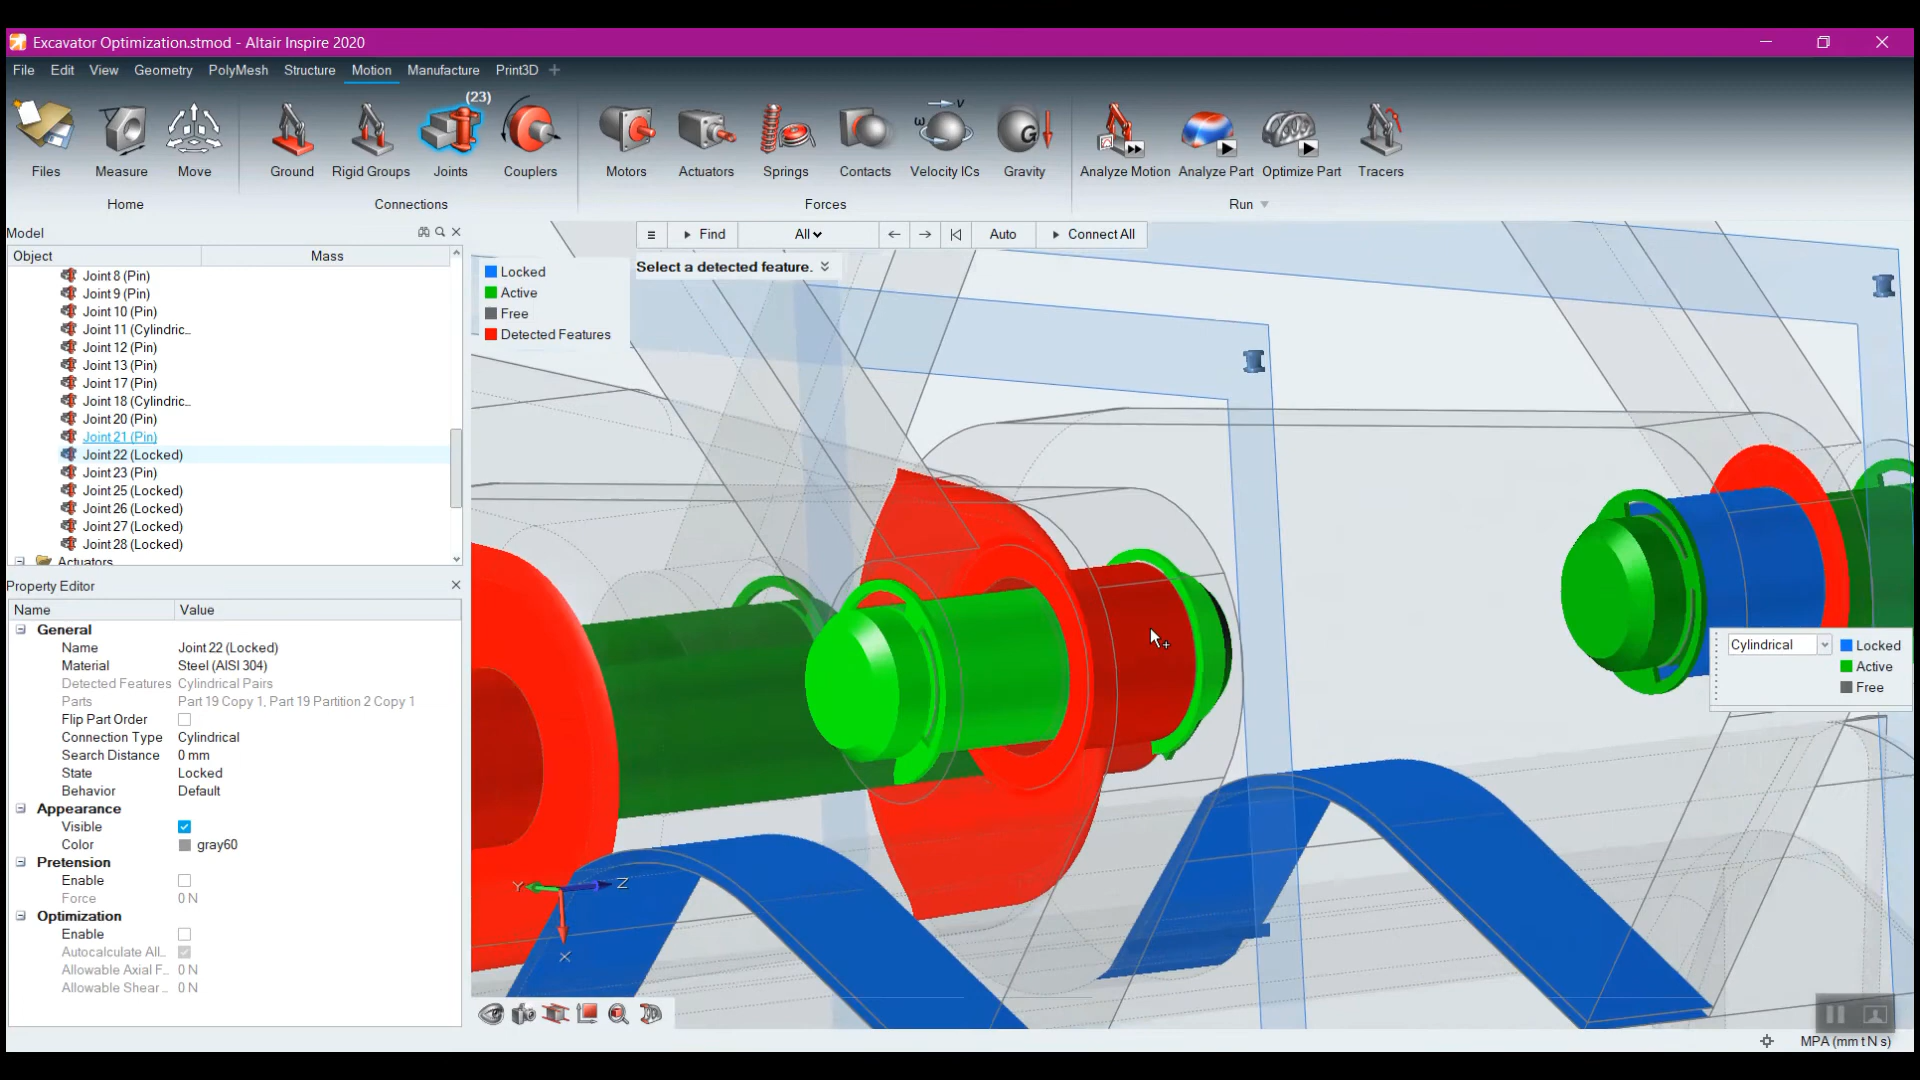 Excavator Optimization.stmod - Altair Inspire 2020
File Edit View Geometry PolyMesh Structure Motion Manufacture Print3D +
(23)
Files Measure Move Ground Rigid Groups Joints Couplers Motors Actuators Springs Contacts Velocity ICs Gravity Analyze Motion Analyze Part Optimize Part Tracers
Home Connections Forces Run
Model
Object Mass
Joint 8 (Pin)
Joint 9 (Pin)
Joint 10 (Pin)
Joint 11 (Cylindric...
Joint 12 (Pin)
Joint 13 (Pin)
Joint 17 (Pin)
Joint 18 (Cylindric...
Joint 20 (Pin)
Joint 21 (Pin)
Joint 22 (Locked)
Joint 23 (Pin)
Joint 25 (Locked)
Joint 26 (Locked)
Joint 27 (Locked)
Joint 28 (Locked)
Actuators
Property Editor
Name Value
General
Name Joint 22 (Locked)
Material Steel (AISI 304)
Detected Features Cylindrical Pairs
Parts Part 19 Copy 1, Part 19 Partition 2 Copy 1
Flip Part Order
Connection Type Cylindrical
Search Distance 0 mm
State Locked
Behavior Default
Appearance
Visible
Color gray60
Pretension
Enable
Force 0 N
Optimization
Enable
Autocalculate All...
Allowable Axial F... 0 N
Allowable Shear ... 0 N
Find All Auto Connect All
Select a detected feature.
Locked
Active
Free
Detected Features
Cylindrical
Locked
Active
Free
Y Z
X
MPA (mm t N s)